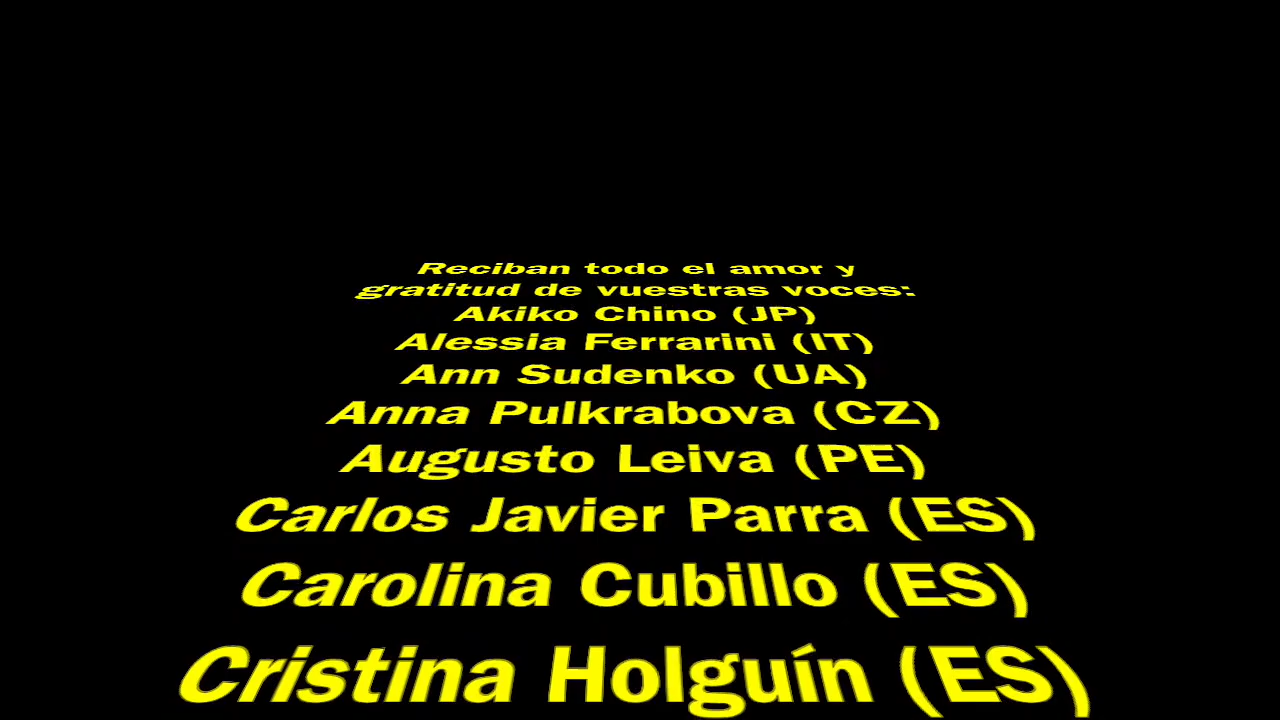 Reciban todo el amor y
gratitud de vuestras voces:
Akiko Chino (JP)
Alessia Ferrarini (IT)
Ann Sudenko (UA)
Anna Pulkrabova (CZ)
Augusto Leiva (PE)
Carlos Javier Parra (ES)
Carolina Cubillo (ES)
Cristina Holguín (ES)